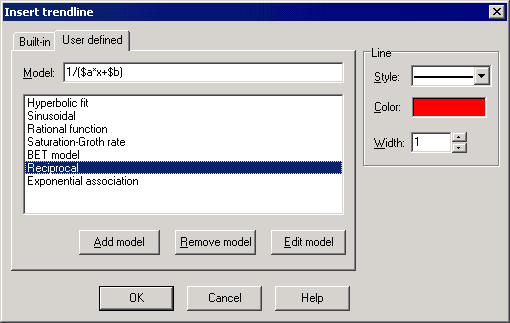 Insert trendline
Built-in
User defined
Model: 1/($a*x+$b)
Hyperbolic fit
Sinusoidal
Rational function
Saturation-Groth rate
BET model
Reciprocal
Exponential association
Add model
Remove model
Edit model
Line
Style:
Color:
Width: 1
OK
Cancel
Help